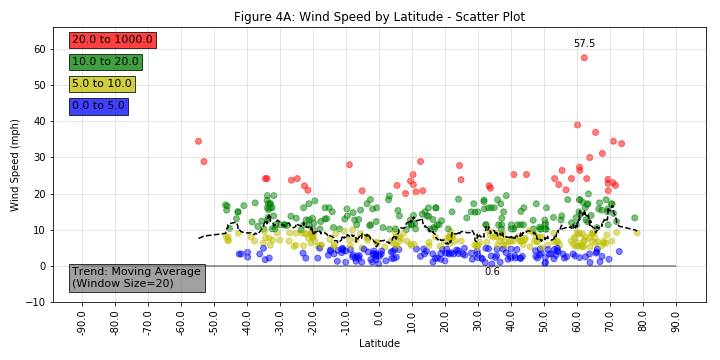 Figure 4A: Wind Speed by Latitude - Scatter Plot
57.5
20.0 to 1000.0
10.0 to 20.0
5.0 to 10.0
0.0 to 5.0
60
50
40
30
20
10
0
−10
Wind Speed (mph)
Trend: Moving Average
(Window Size=20)
0.6
-90.0 -80.0 -70.0 -60.0 -50.0 -40.0 -30.0 -20.0 -10.0 0.0 10.0 20.0 30.0 40.0 50.0 60.0 70.0 80.0 90.0
Latitude